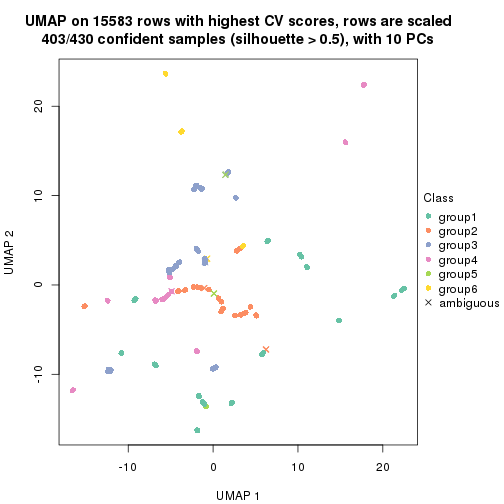 UMAP on 15583 rows with highest CV scores, rows are scaled
403/430 confident samples (silhouette > 0.5), with 10 PCs
20
10
0
-10
UMAP 2
-10
0
10
20
UMAP 1
Class
group1
group2
group3
group4
group5
group6
ambiguous